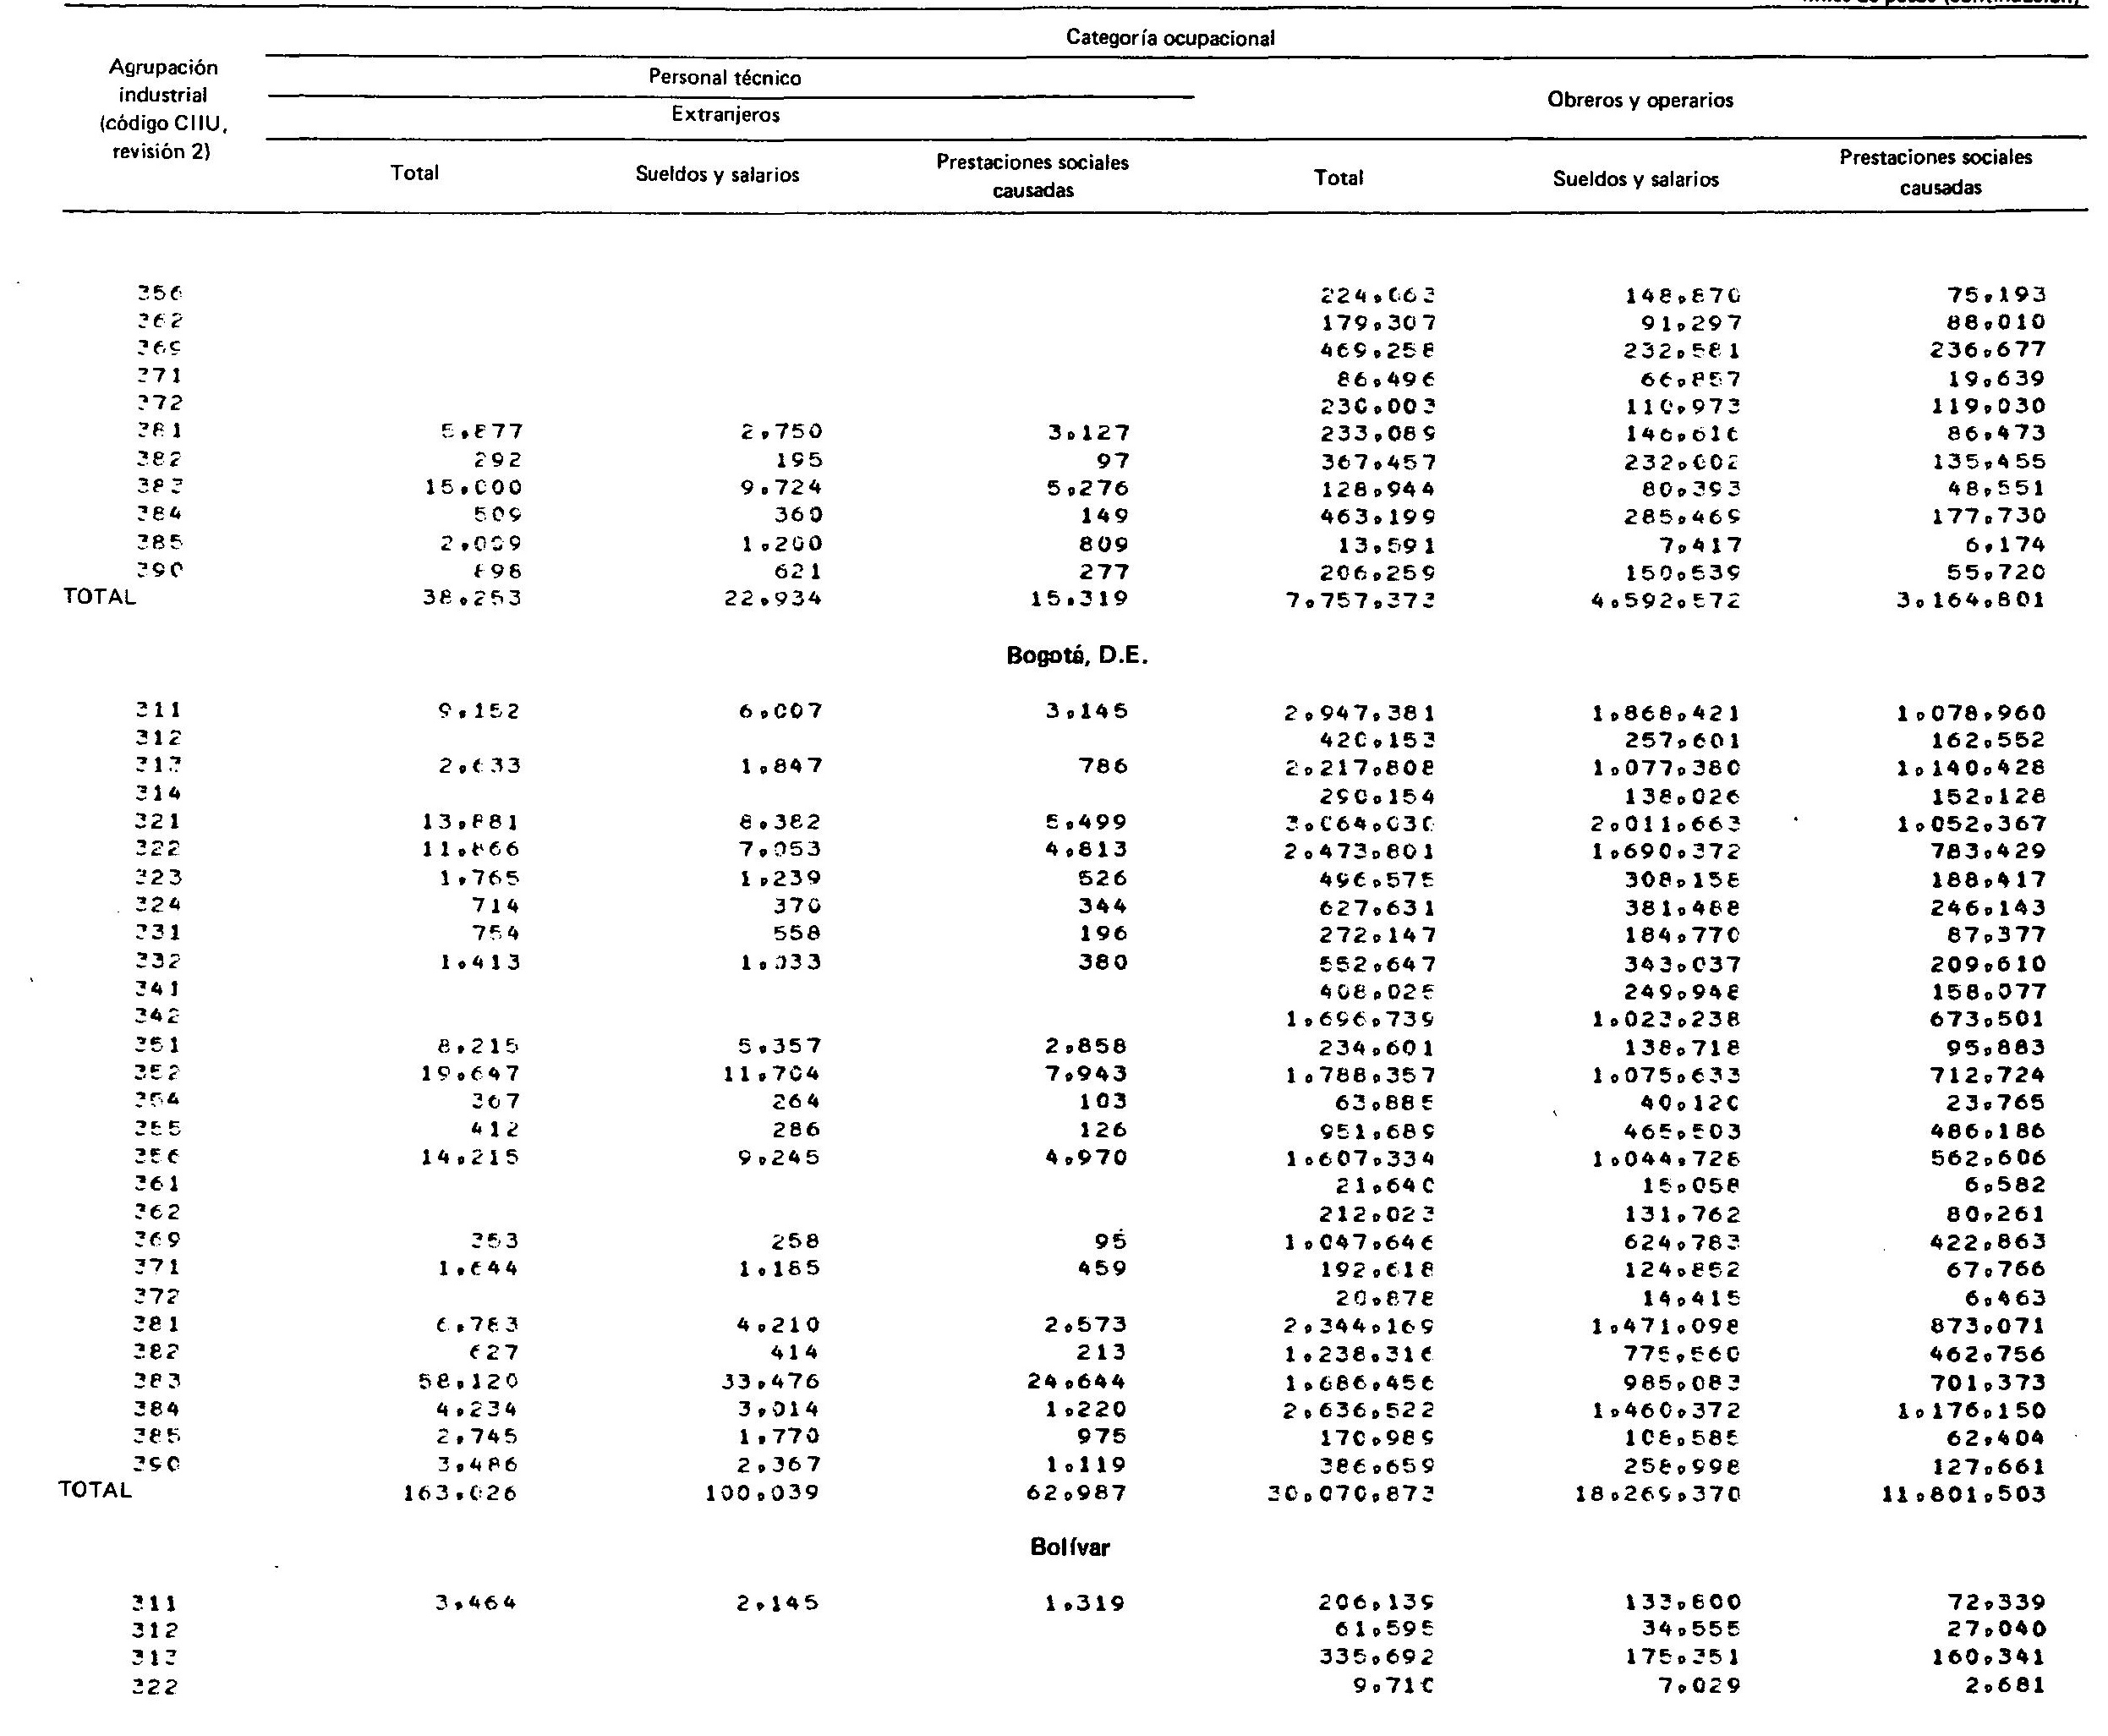 miles de pesos (continuación)
Categoría ocupacional
Agrupación
industrial
(código CIIU,
revisión 2)
Personal técnico
Extranjeros
Obreros y operarios
Total Sueldos y salarios Prestaciones sociales causadas Total Sueldos y salarios Prestaciones sociales causadas
356 224.063 148.870 75.193
362 179.307 91.297 88.010
369 469.258 232.581 236.677
371 86.496 66.857 19.639
372 230.003 110.973 119.030
381 5.877 2.750 3.127 233.089 146.616 86.473
382 292 195 97 367.457 232.002 135.455
383 15.000 9.724 5.276 128.944 80.393 48.551
384 509 360 149 463.199 285.469 177.730
385 2.009 1.200 809 13.591 7.417 6.174
390 898 621 277 206.259 150.539 55.720
TOTAL 38.253 22.934 15.319 7.757.373 4.592.572 3.164.801
Bogotá, D.E.
311 9.152 6.007 3.145 2.947.381 1.868.421 1.078.960
312 420.153 257.601 162.552
313 2.633 1.847 786 2.217.808 1.077.380 1.140.428
314 290.154 138.026 152.128
321 13.881 8.382 5.499 3.064.030 2.011.663 1.052.367
322 11.866 7.053 4.813 2.473.801 1.690.372 783.429
323 1.765 1.239 526 496.575 308.158 188.417
324 714 370 344 627.631 381.488 246.143
331 754 558 196 272.147 184.770 87.377
332 1.413 1.033 380 552.647 343.037 209.610
341 408.025 249.948 158.077
342 1.696.739 1.023.238 673.501
351 8.215 5.357 2.858 234.601 138.718 95.883
352 19.647 11.704 7.943 1.788.357 1.075.633 712.724
354 367 264 103 63.885 40.120 23.765
355 412 286 126 951.689 465.503 486.186
356 14.215 9.245 4.970 1.607.334 1.044.728 562.606
361 21.640 15.058 6.582
362 212.023 131.762 80.261
369 353 258 95 1.047.646 624.783 422.863
371 1.644 1.185 459 192.618 124.852 67.766
372 20.878 14.415 6.463
381 6.783 4.210 2.573 2.344.169 1.471.098 873.071
382 627 414 213 1.238.316 775.560 462.756
383 58.120 33.476 24.644 1.686.456 985.083 701.373
384 4.234 3.014 1.220 2.636.522 1.460.372 1.176.150
385 2.745 1.770 975 170.989 108.585 62.404
390 3.486 2.367 1.119 386.659 258.998 127.661
TOTAL 163.026 100.039 62.987 30.070.873 18.269.370 11.801.503
Bolívar
311 3.464 2.145 1.319 206.139 133.800 72.339
312 61.595 34.555 27.040
313 335.692 175.351 160.341
322 9.710 7.029 2.681